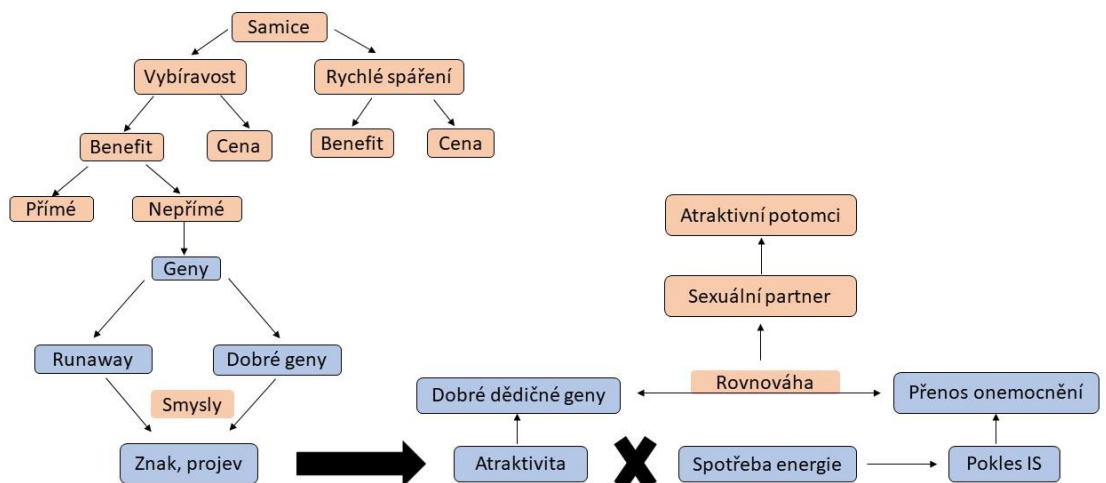 Samice
Vybíravost
Rychlé spáření
Benefit
Cena
Benefit
Cena
Přímé
Nepřímé
Geny
Runaway
Dobré geny
Smysly
Znak, projev
Atraktivní potomci
Sexuální partner
Rovnováha
Dobré dědičné geny
Přenos onemocnění
Atraktivita
Spotřeba energie
Pokles IS